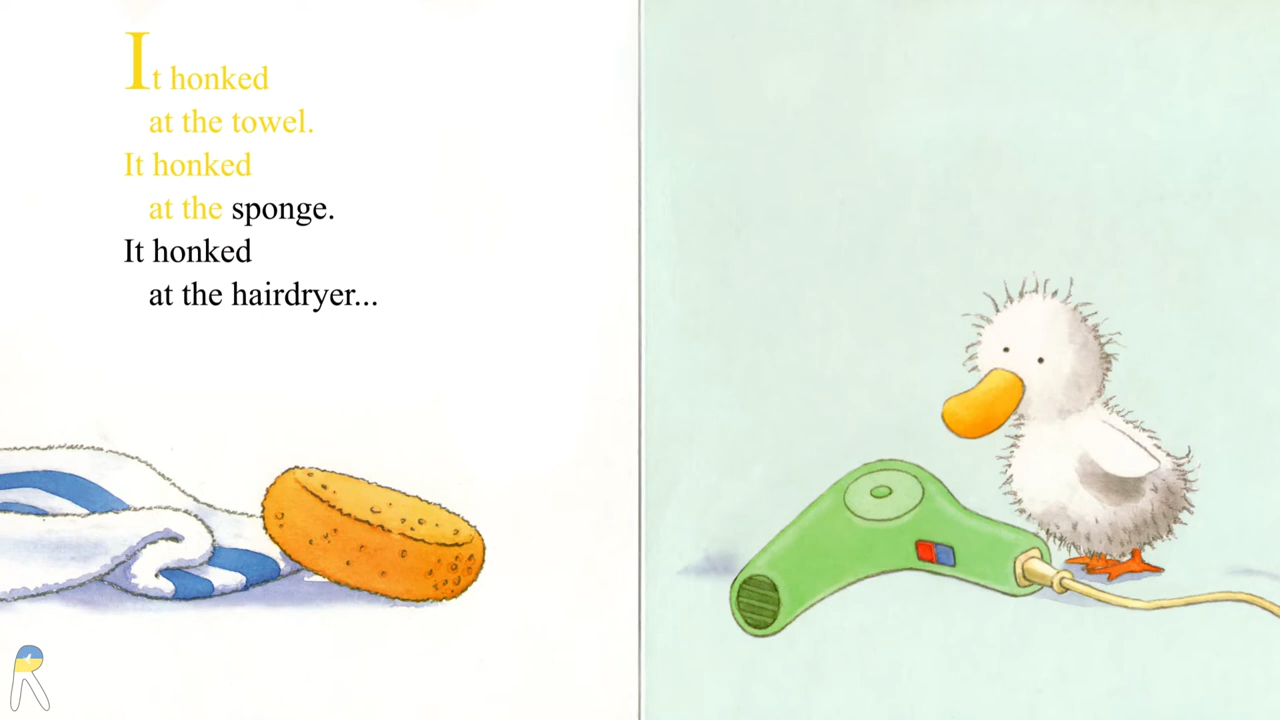 It honked
at the towel.
It honked
at the sponge.
It honked
at the hairdryer...
R